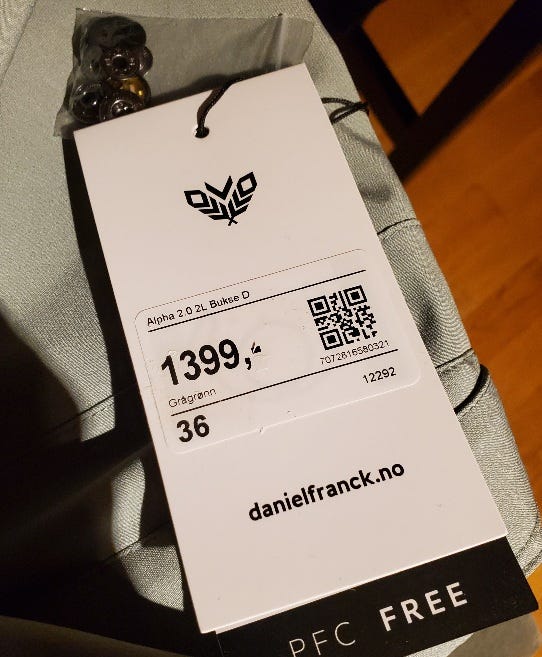 Alpha 2.0 2L Bukse D
1399,-
7072816580321
Grågrønn
12292
36
danielfranck.no
PFC FREE